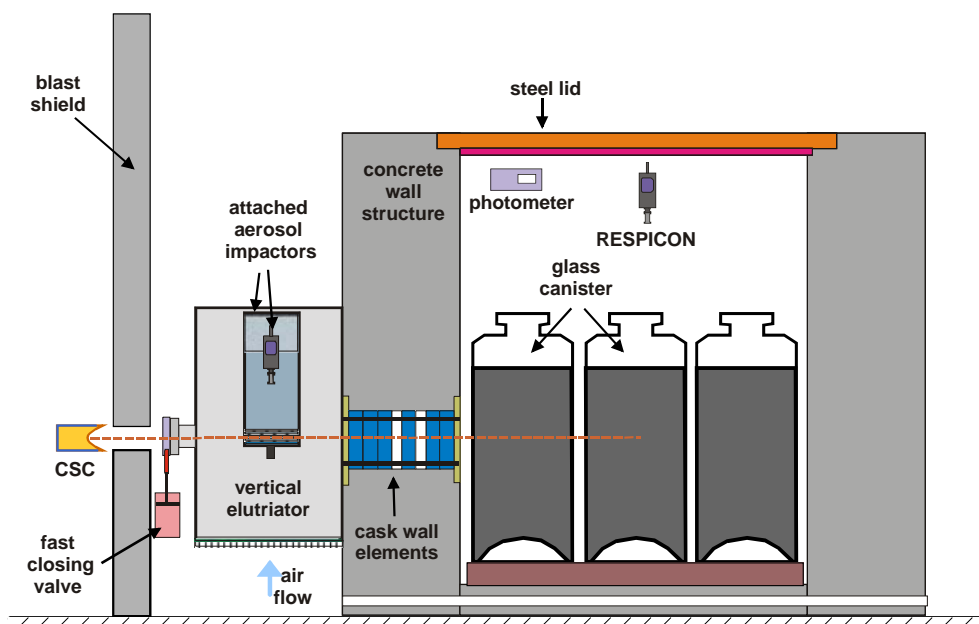 blast
shield
steel lid
concrete
wall
structure
photometer
RESPICON
attached
aerosol
impactors
glass
canister
CSC
vertical
elutriator
cask wall
elements
fast
closing
valve
air
flow